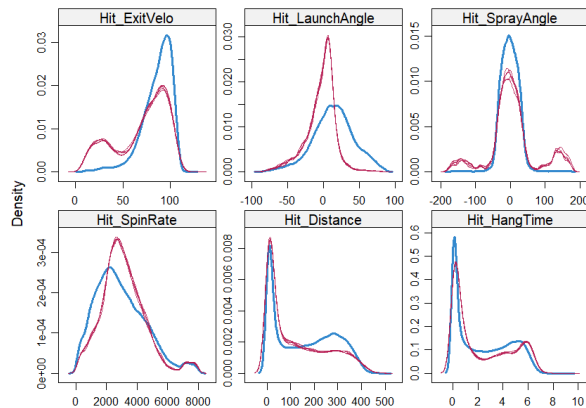 Hit_ExitVelo Hit_LaunchAngle Hit_SprayAngle
0.00 0.01 0.02 0.03
0.000 0.010 0.020 0.030
0.000 0.005 0.010 0.015
0 50 100
-100 -50 0 50 100
-200 -100 0 100 200
Density
Hit_SpinRate Hit_Distance Hit_HangTime
0e+00 1e-04 2e-04 3e-04
0.000 0.002 0.004 0.006 0.008
0.0 0.1 0.2 0.3 0.4 0.5 0.6
0 2000 4000 6000 8000
0 100 200 300 400 500
0 2 4 6 8 10